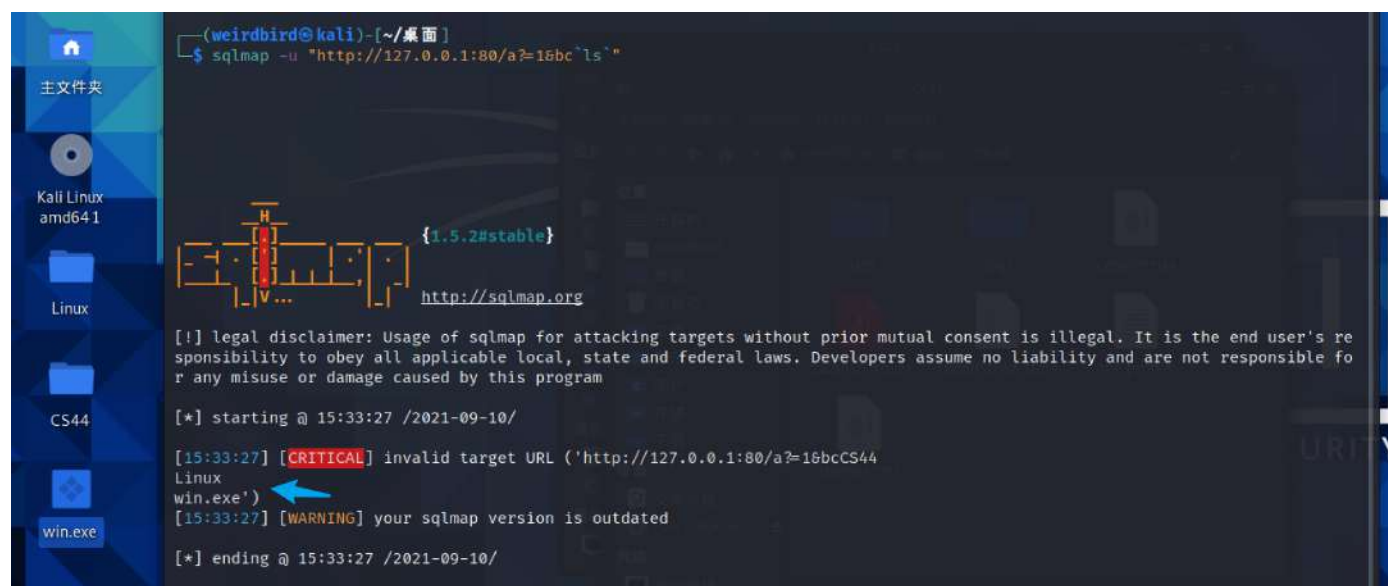 主文件夹
Kali Linux
amd64 1
Linux
CS44
win.exe
┌──(weirdbird㉿kali)-[~/桌面]
└─$ sqlmap -u "http://127.0.0.1:80/a?=1&bc`ls`"
{1.5.2#stable}
http://sqlmap.org
[!] legal disclaimer: Usage of sqlmap for attacking targets without prior mutual consent is illegal. It is the end user's re
sponsibility to obey all applicable local, state and federal laws. Developers assume no liability and are not responsible fo
r any misuse or damage caused by this program
[*] starting @ 15:33:27 /2021-09-10/
[15:33:27] [CRITICAL] invalid target URL ('http://127.0.0.1:80/a?=1&bcCS44
Linux
win.exe')
[15:33:27] [WARNING] your sqlmap version is outdated
[*] ending @ 15:33:27 /2021-09-10/
URITY